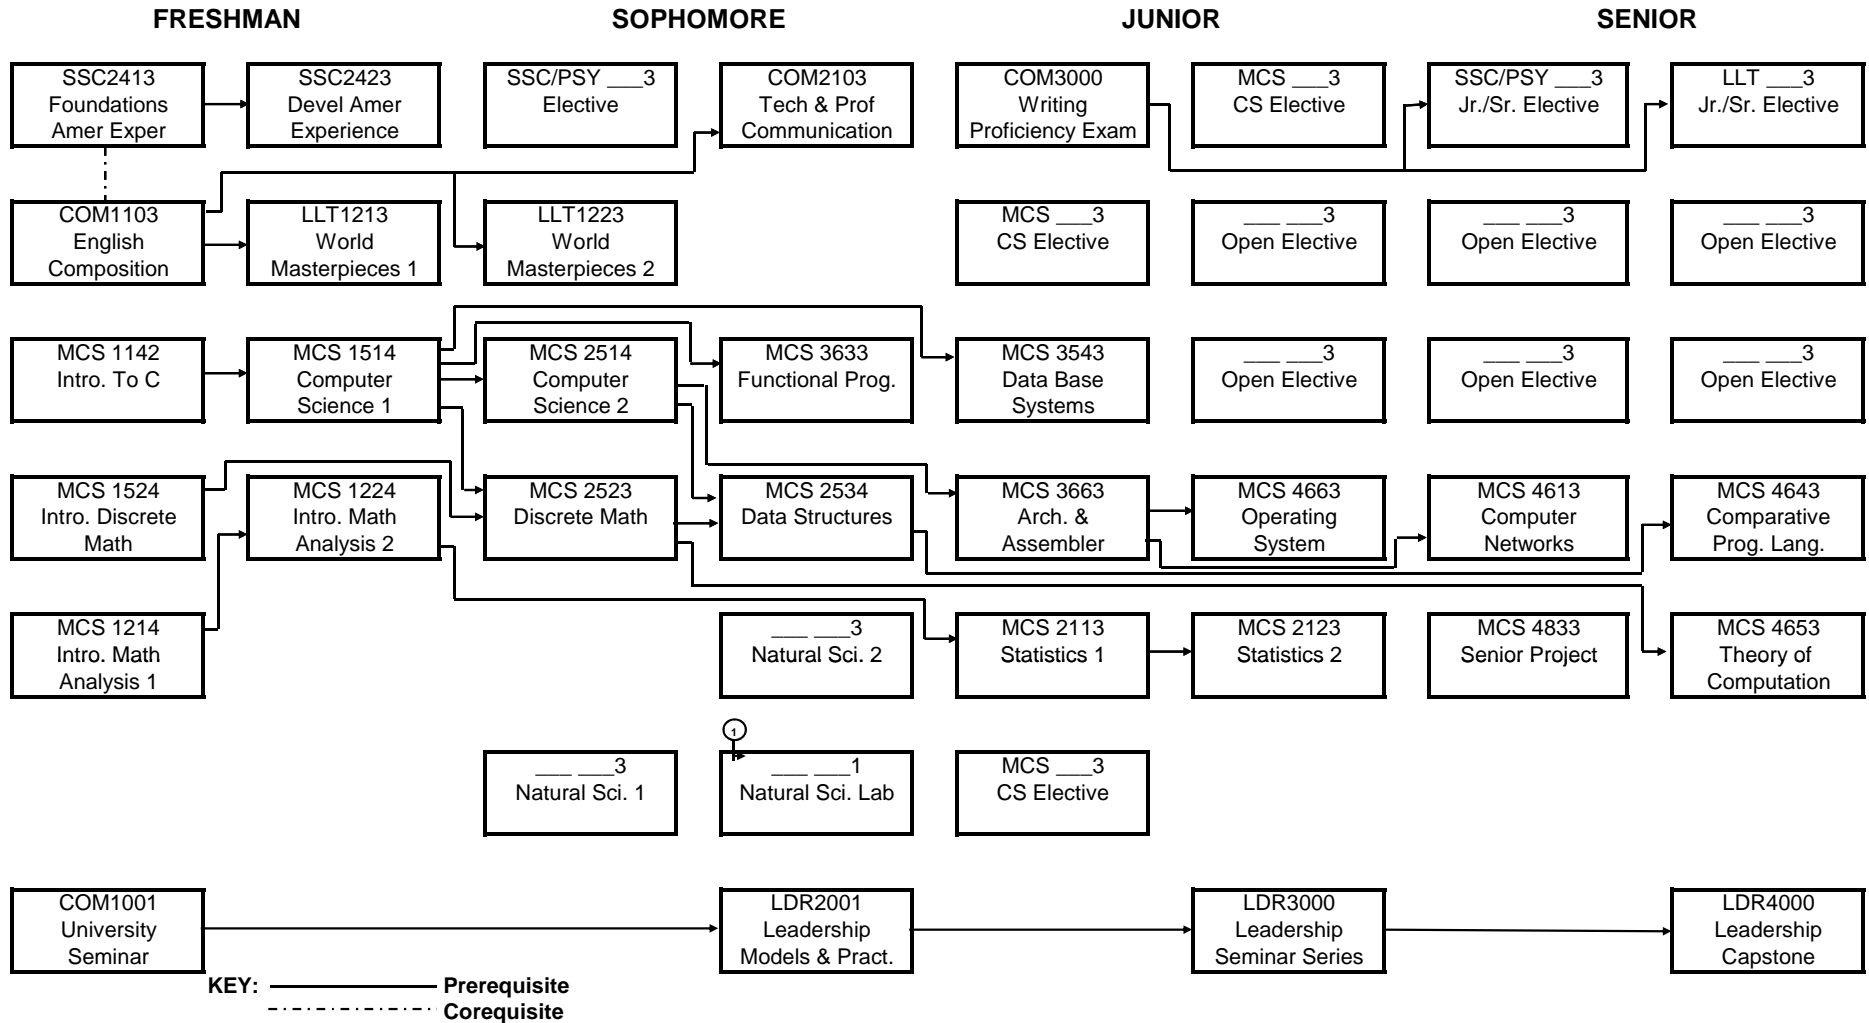 FRESHMAN SOPHOMORE JUNIOR SENIOR
SSC2413
Foundations
Amer Exper
SSC2423
Devel Amer
Experience
SSC/PSY ___3
Elective
COM2103
Tech & Prof
Communication
COM3000
Writing
Proficiency Exam
MCS ___3
CS Elective
SSC/PSY ___3
Jr./Sr. Elective
LLT ___3
Jr./Sr. Elective
COM1103
English
Composition
LLT1213
World
Masterpieces 1
LLT1223
World
Masterpieces 2
MCS ___3
CS Elective
___ ___3
Open Elective
___ ___3
Open Elective
___ ___3
Open Elective
MCS 1142
Intro. To C
MCS 1514
Computer
Science 1
MCS 2514
Computer
Science 2
MCS 3633
Functional Prog.
MCS 3543
Data Base
Systems
___ ___3
Open Elective
___ ___3
Open Elective
___ ___3
Open Elective
MCS 1524
Intro. Discrete
Math
MCS 1224
Intro. Math
Analysis 2
MCS 2523
Discrete Math
MCS 2534
Data Structures
MCS 3663
Arch. &
Assembler
MCS 4663
Operating
System
MCS 4613
Computer
Networks
MCS 4643
Comparative
Prog. Lang.
MCS 1214
Intro. Math
Analysis 1
___ ___3
Natural Sci. 2
MCS 2113
Statistics 1
MCS 2123
Statistics 2
MCS 4833
Senior Project
MCS 4653
Theory of
Computation
___ ___3
Natural Sci. 1
1
___ ___1
Natural Sci. Lab
MCS ___3
CS Elective
COM1001
University
Seminar
LDR2001
Leadership
Models & Pract.
LDR3000
Leadership
Seminar Series
LDR4000
Leadership
Capstone
KEY: Prerequisite
Corequisite